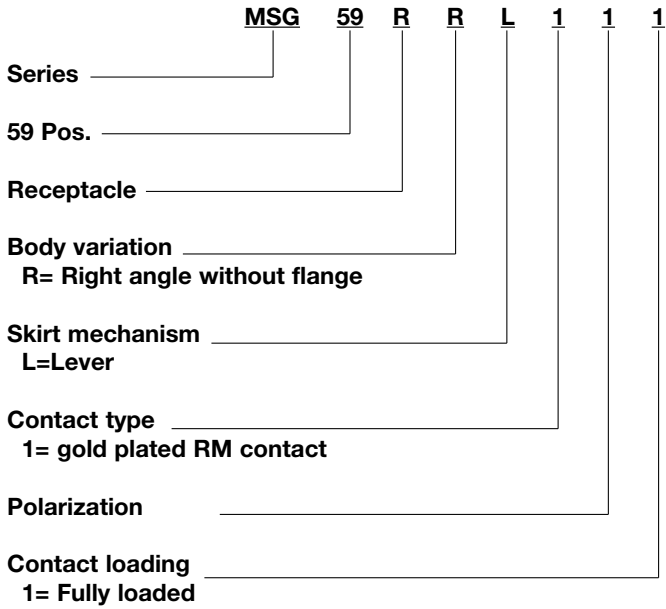 MSG 59 R R L 1 1 1
Series
59 Pos.
Receptacle
Body variation
R= Right angle without flange
Skirt mechanism
L=Lever
Contact type
1= gold plated RM contact
Polarization
Contact loading
1= Fully loaded